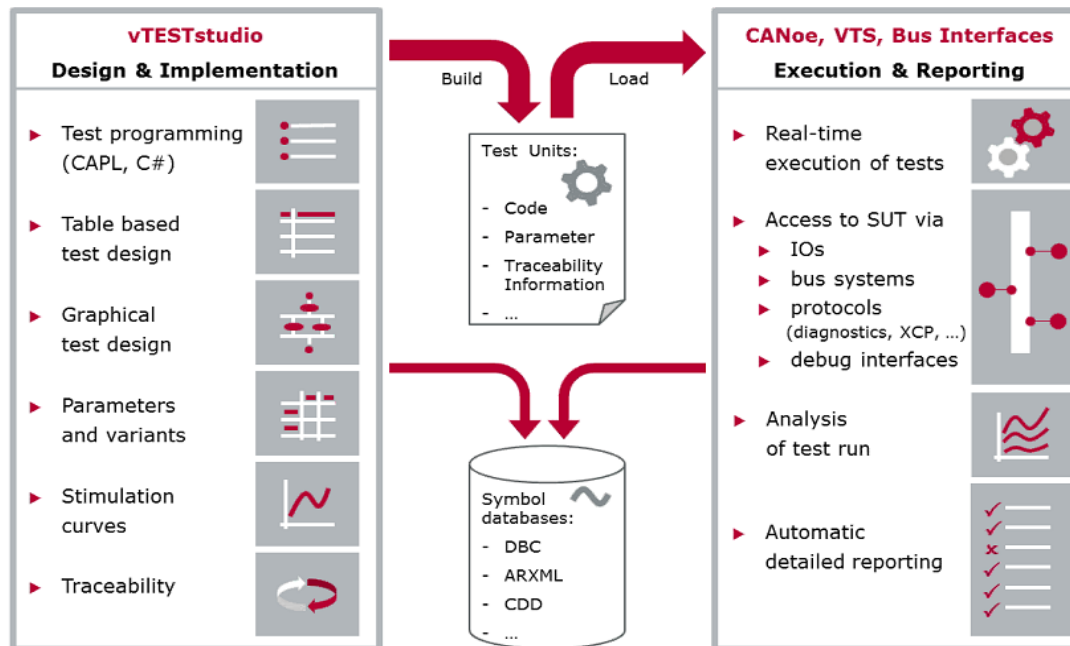 vTESTstudio
Design & Implementation
Test programming
(CAPL, C#)
Table based
test design
Graphical
test design
Parameters
and variants
Stimulation
curves
Traceability
Build
Load
Test Units:
- Code
- Parameter
- Traceability
Information
- ...
Symbol
databases:
- DBC
- ARXML
- CDD
- ...
CANoe, VTS, Bus Interfaces
Execution & Reporting
Real-time
execution of tests
Access to SUT via
IOs
bus systems
protocols
(diagnostics, XCP, ...)
debug interfaces
Analysis
of test run
Automatic
detailed reporting